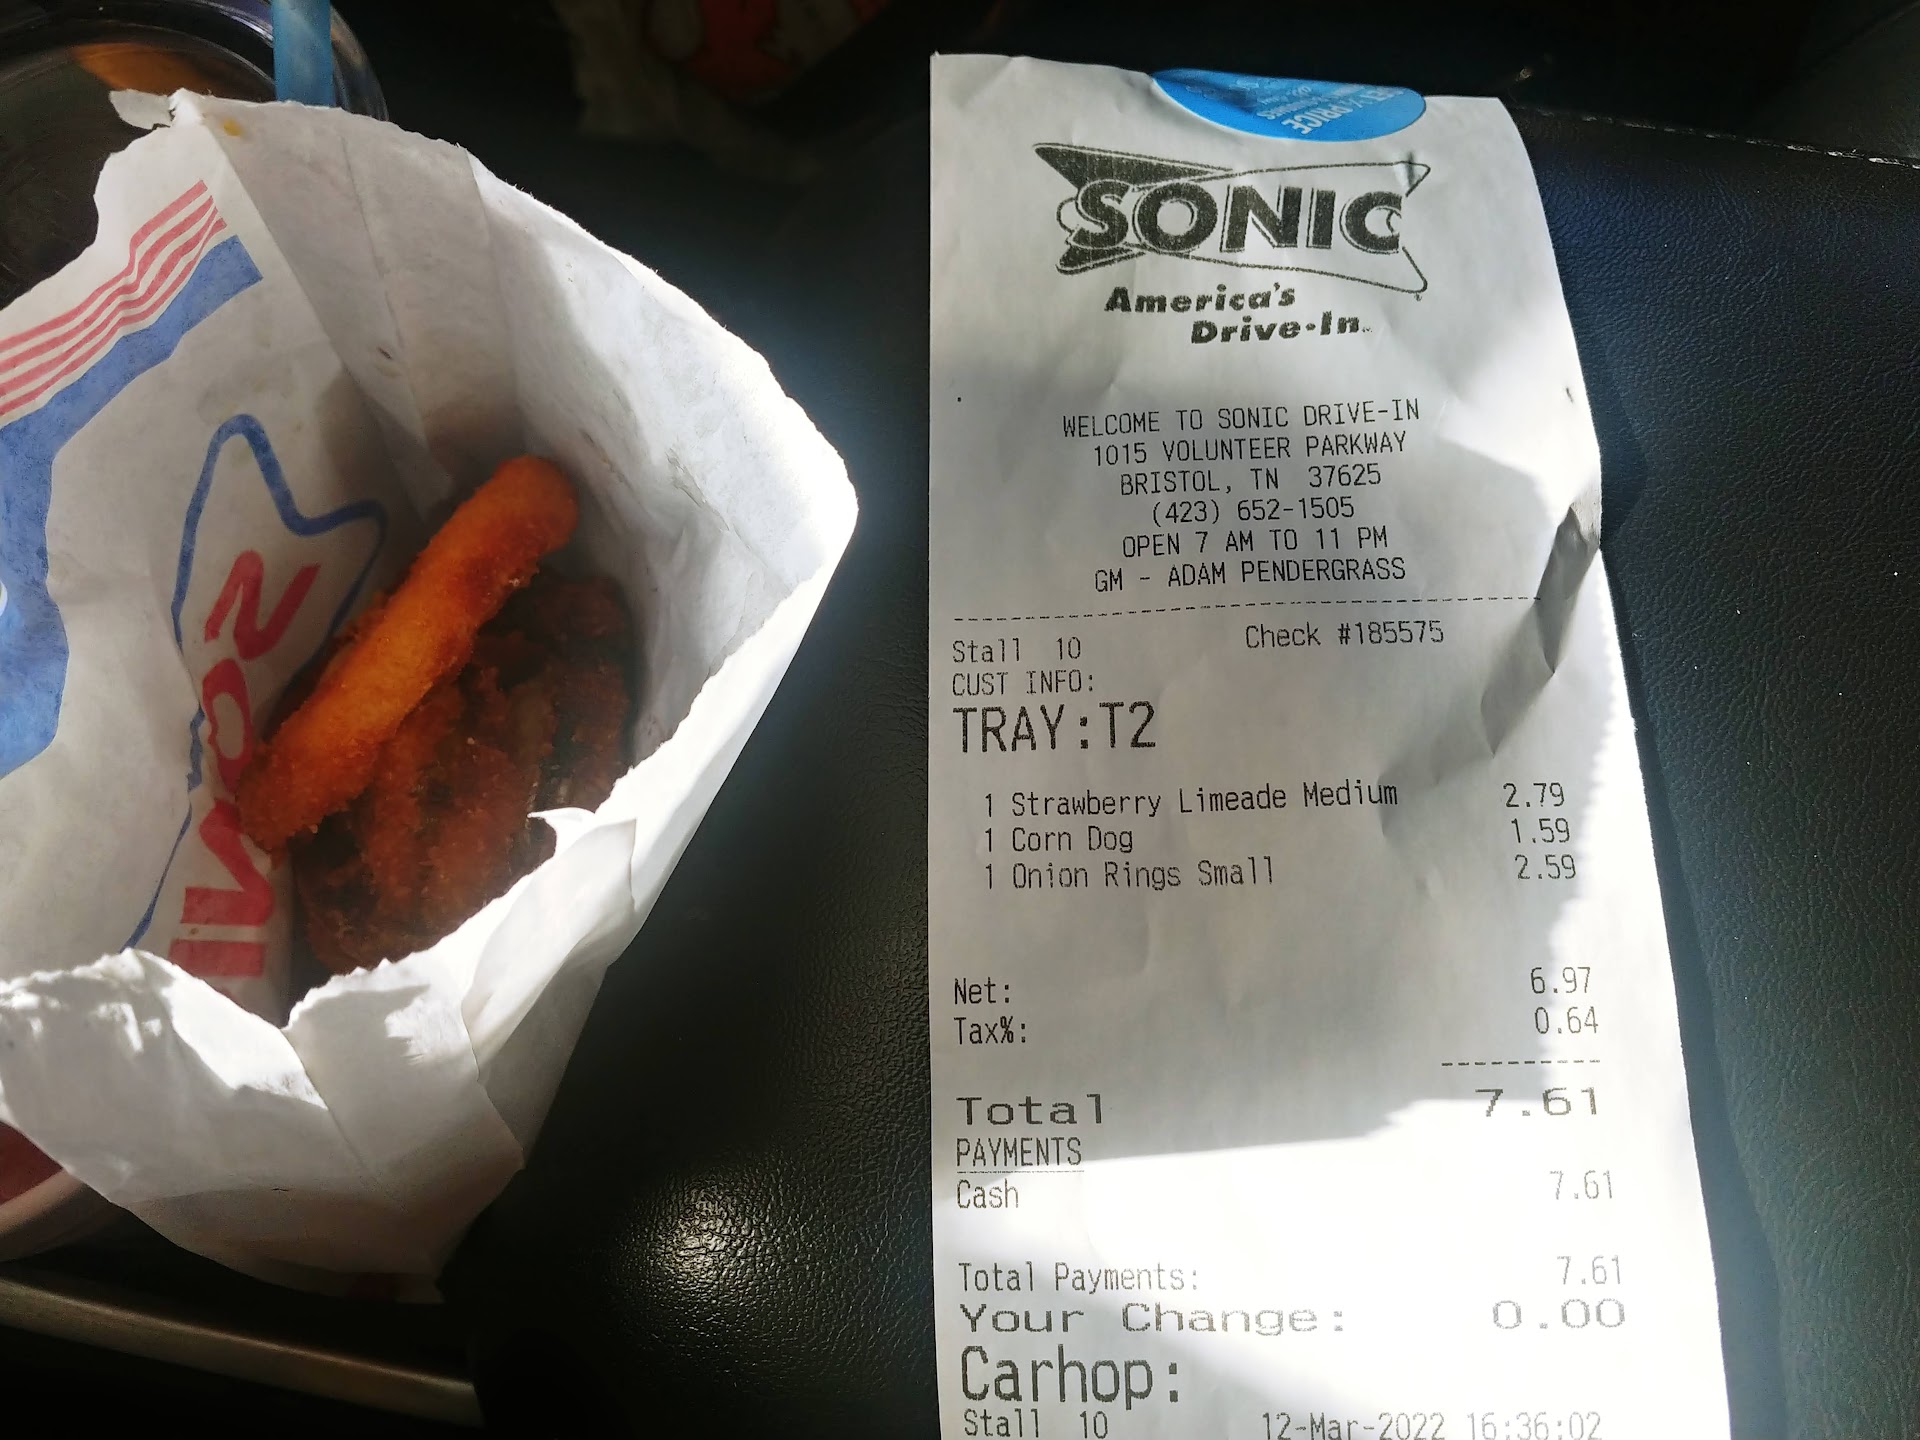 SONIC
PRICE
SONIC
America's
Drive-In
WELCOME TO SONIC DRIVE-IN
1015 VOLUNTEER PARKWAY
BRISTOL, TN 37625
(423) 652-1505
OPEN 7 AM TO 11 PM
GM - ADAM PENDERGRASS
Stall 10 Check #185575
CUST INFO:
TRAY:T2
1 Strawberry Limeade Medium 2.79
1 Corn Dog 1.59
1 Onion Rings Small 2.59
Net: 6.97
Tax%: 0.64
----------
Total 7.61
PAYMENTS
Cash 7.61
Total Payments: 7.61
Your Change: 0.00
Carhop:
Stall 10 12-Mar-2022 16:36:02